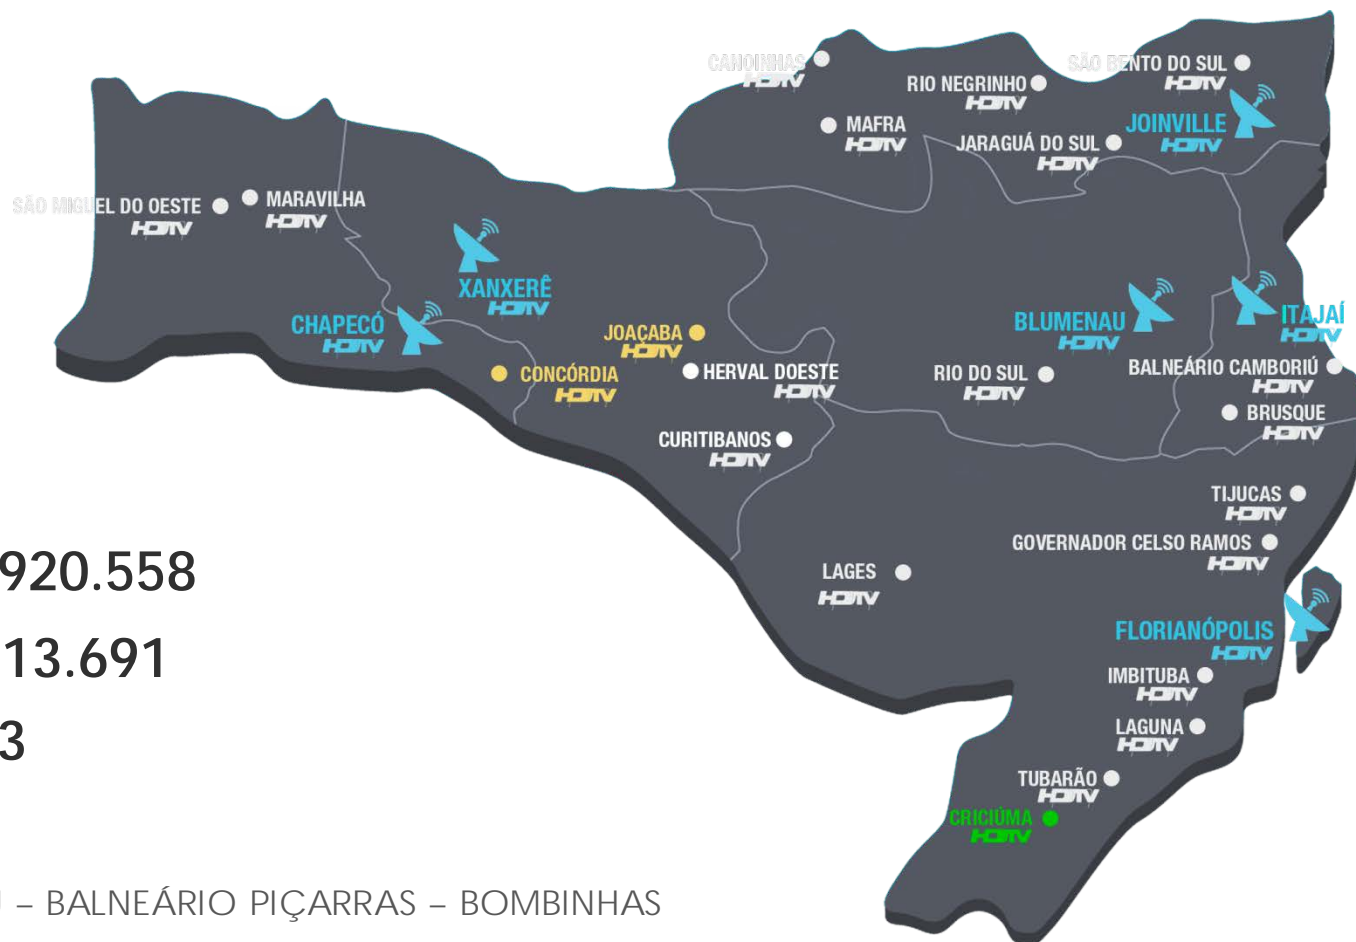 CANOINHAS
HDTV
SÃO BENTO DO SUL
HDTV
RIO NEGRINHO
HDTV
MAFRA
HDTV
JOINVILLE
HDTV
JARAGUÁ DO SUL
HDTV
SÃO MIGUEL DO OESTE
HDTV
MARAVILHA
HDTV
XANXERÊ
HDTV
CHAPECÓ
HDTV
JOAÇABA
HDTV
BLUMENAU
HDTV
ITAJAÍ
HDTV
CONCÓRDIA
HDTV
HERVAL DOESTE
HDTV
RIO DO SUL
HDTV
BALNEÁRIO CAMBORIÚ
HDTV
BRUSQUE
HDTV
CURITIBANOS
HDTV
TIJUCAS
HDTV
GOVERNADOR CELSO RAMOS
HDTV
LAGES
HDTV
920.558
FLORIANÓPOLIS
HDTV
13.691
IMBITUBA
HDTV
LAGUNA
HDTV
3
TUBARÃO
HDTV
CRICIÚMA
HDTV
– BALNEÁRIO PIÇARRAS – BOMBINHAS